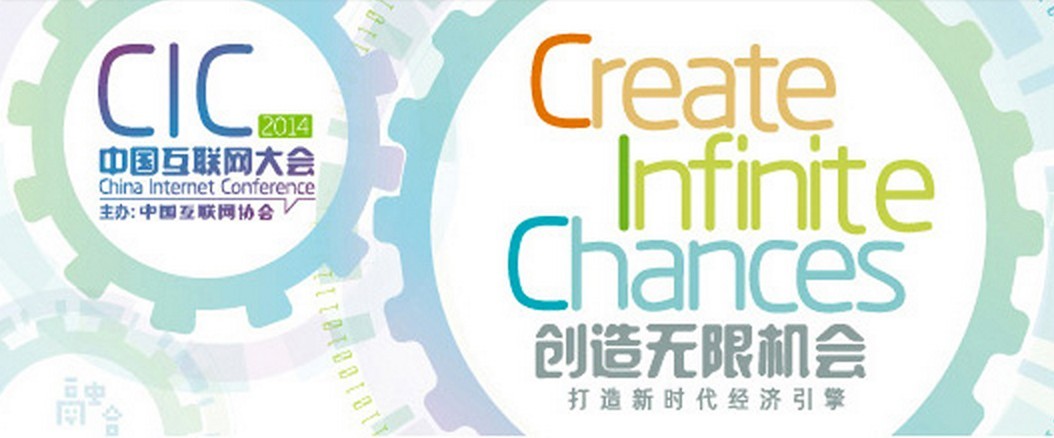 CIC 2014
中国互联网大会
China Internet Conference
主办:中国互联网协会
Create
Infinite
Chances
创造无限机会
打造新时代经济引擎
融合